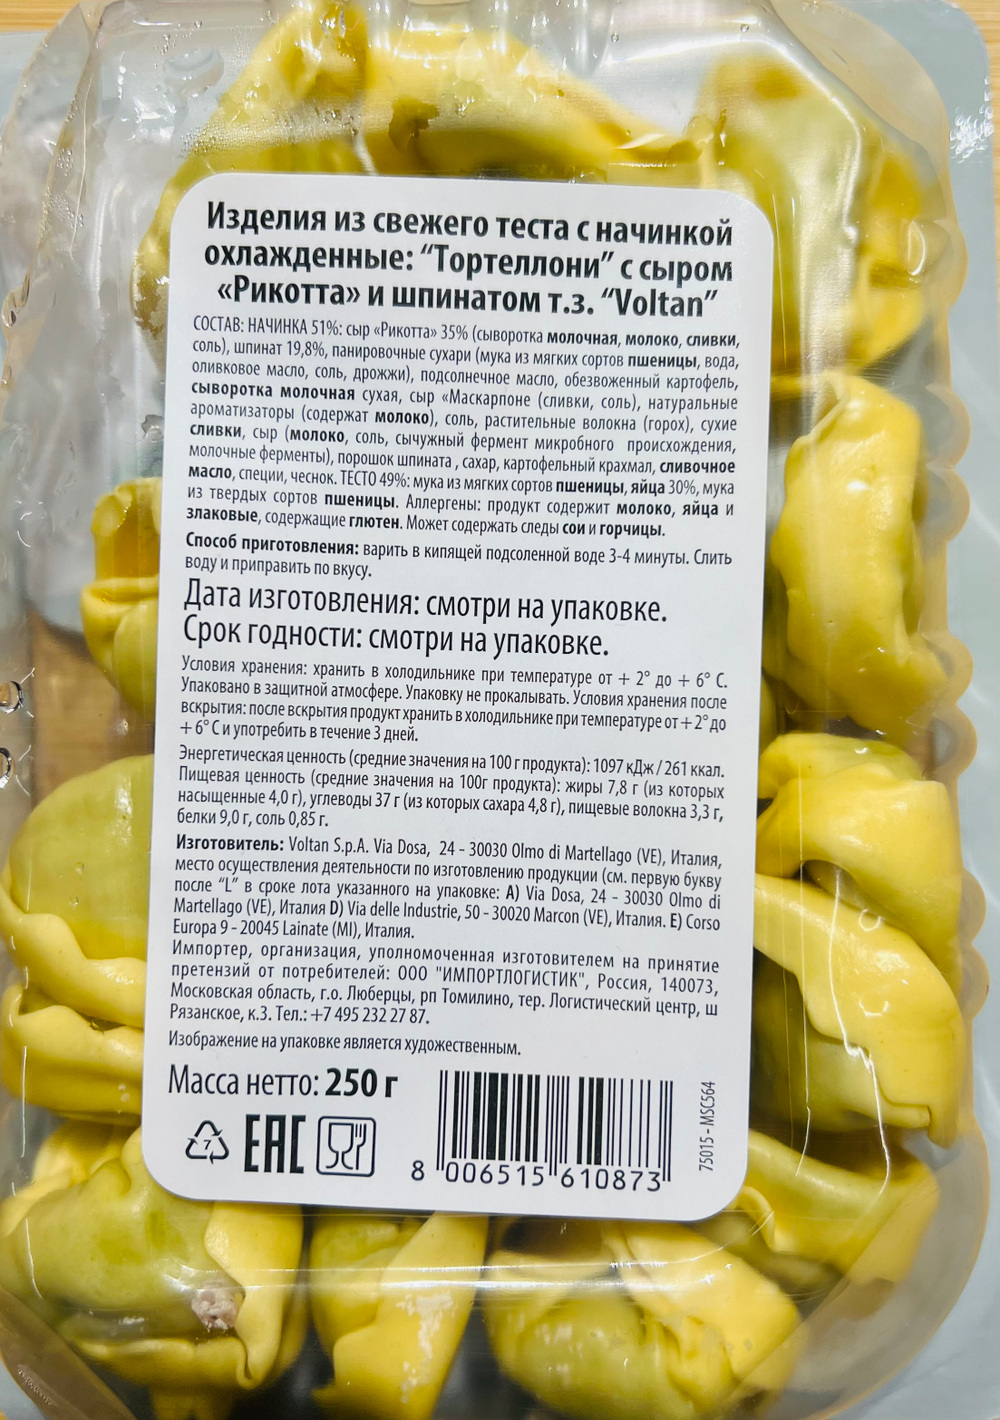 Изделия из свежего теста с начинкой
охлажденные: “Тортеллони” с сыром
«Рикотта» и шпинатом т.з. “Voltan”
СОСТАВ: НАЧИНКА 51%: сыр «Рикотта» 35% (сыворотка молочная, молоко, сливки,
соль), шпинат 19,8%, панировочные сухари (мука из мягких сортов пшеницы, вода,
оливковое масло, соль, дрожжи), подсолнечное масло, обезвоженный картофель,
сыворотка молочная сухая, сыр «Маскарпоне (сливки, соль), натуральные
ароматизаторы (содержат молоко), соль, растительные волокна (горох), сухие
сливки, сыр (молоко, соль, сычужный фермент микробного происхождения,
молочные ферменты), порошок шпината , сахар, картофельный крахмал, сливочное
масло, специи, чеснок. ТЕСТО 49%: мука из мягких сортов пшеницы, яйца 30%, мука
из твердых сортов пшеницы. Аллергены: продукт содержит молоко, яйца и
злаковые, содержащие глютен. Может содержать следы сои и горчицы.
Способ приготовления: варить в кипящей подсоленной воде 3-4 минуты. Слить
воду и приправить по вкусу.
Дата изготовления: смотри на упаковке.
Срок годности: смотри на упаковке.
Условия хранения: хранить в холодильнике при температуре от + 2° до + 6° С.
Упаковано в защитной атмосфере. Упаковку не прокалывать. Условия хранения после
вскрытия: после вскрытия продукт хранить в холодильнике при температуре от + 2° до
+ 6° С и употребить в течение 3 дней.
Энергетическая ценность (средние значения на 100 г продукта): 1097 кДж / 261 ккал.
Пищевая ценность (средние значения на 100г продукта): жиры 7,8 г (из которых
насыщенные 4,0 г), углеводы 37 г (из которых сахара 4,8 г), пищевые волокна 3,3 г,
белки 9,0 г, соль 0,85 г.
Изготовитель: Voltan S.p.A. Via Dosa, 24 - 30030 Olmo di Martellago (VE), Италия,
место осуществления деятельности по изготовлению продукции (см. первую букву
после “L” в сроке лота указанного на упаковке: A) Via Dosa, 24 - 30030 Olmo di
Martellago (VE), Италия D) Via delle Industrie, 50 - 30020 Marcon (VE), Италия. E) Corso
Europa 9 - 20045 Lainate (MI), Италия.
Импортер, организация, уполномоченная изготовителем на принятие
претензий от потребителей: ООО "ИМПОРТЛОГИСТИК", Россия, 140073,
Московская область, г.о. Люберцы, рп Томилино, тер. Логистический центр, ш
Рязанское, к.3. Тел.: +7 495 232 27 87.
Изображение на упаковке является художественным.
Масса нетто: 250 г
7 EAC
8 006515 610873
75015 - MSC564